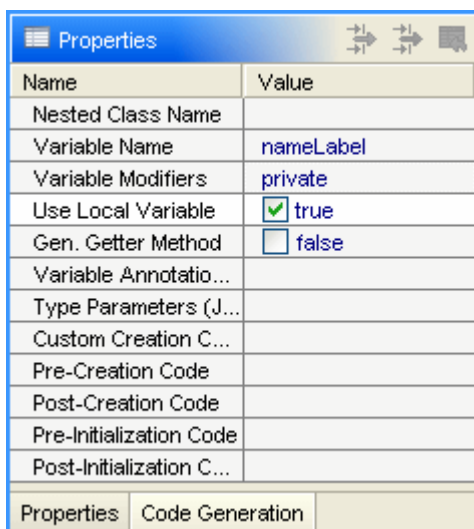 Properties
Name Value
Nested Class Name
Variable Name nameLabel
Variable Modifiers private
Use Local Variable true
Gen. Getter Method false
Variable Annotatio...
Type Parameters (J...
Custom Creation C...
Pre-Creation Code
Post-Creation Code
Pre-Initialization Code
Post-Initialization C...
Properties Code Generation